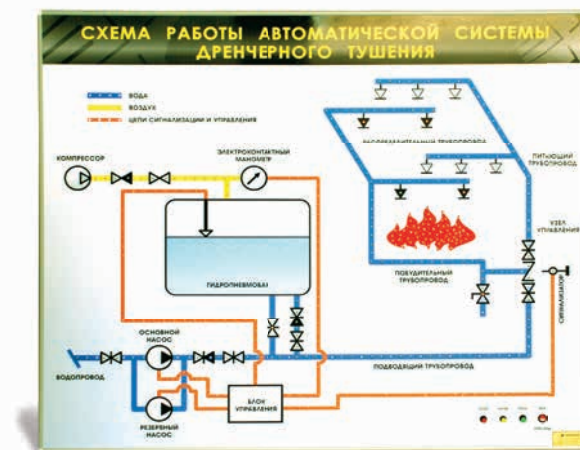 СХЕМА РАБОТЫ АВТОМАТИЧЕСКОЙ СИСТЕМЫ
ДРЕНЧЕРНОГО ТУШЕНИЯ
ВОДА
ВОЗДУХ
ЦЕПИ СИГНАЛИЗАЦИИ И УПРАВЛЕНИЯ
КОМПРЕССОР
ЭЛЕКТРОКОНТАКТНЫЙ
МАНОМЕТР
РАСПРЕДЕЛИТЕЛЬНЫЙ ТРУБОПРОВОД
ПИТАЮЩИЙ
ТРУБОПРОВОД
УЗЕЛ
УПРАВЛЕНИЯ
ГИДРОПНЕВМОБАК
ПОБУДИТЕЛЬНЫЙ
ТРУБОПРОВОД
СИГНАЛИЗАТОР
ОСНОВНОЙ
НАСОС
ВОДОПРОВОД
ПОДВОДЯЩИЙ ТРУБОПРОВОД
БЛОК
УПРАВЛЕНИЯ
РЕЗЕРВНЫЙ
НАСОС